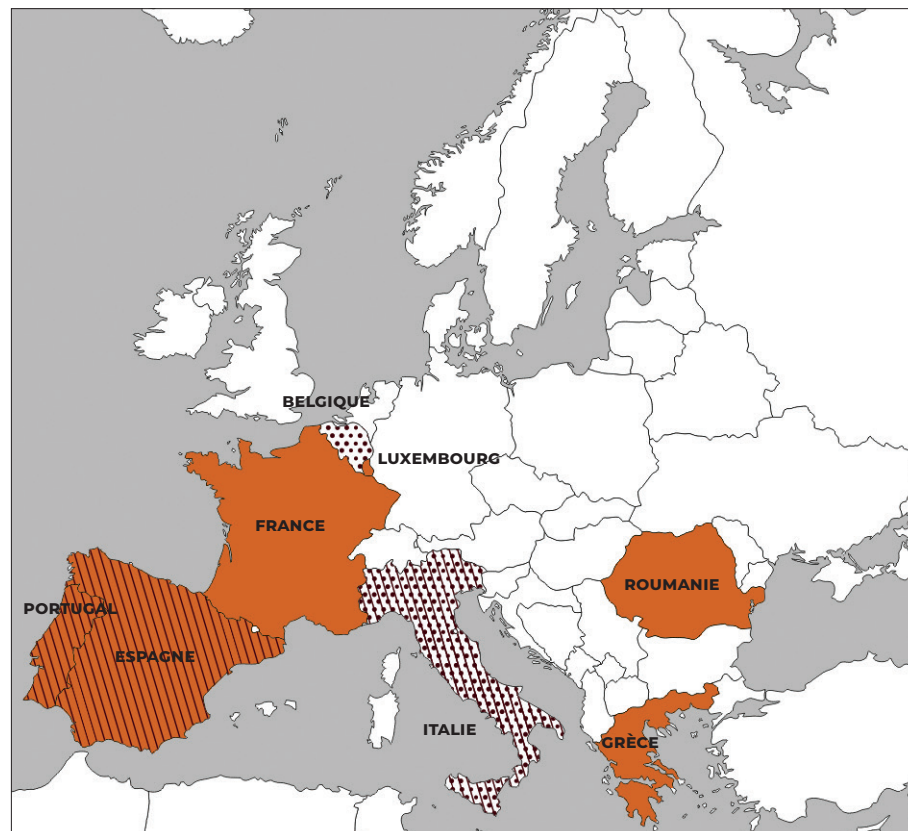 BELGIQUE
LUXEMBOURG
FRANCE
ROUMANIE
PORTUGAL
ESPAGNE
ITALIE
GRÈCE